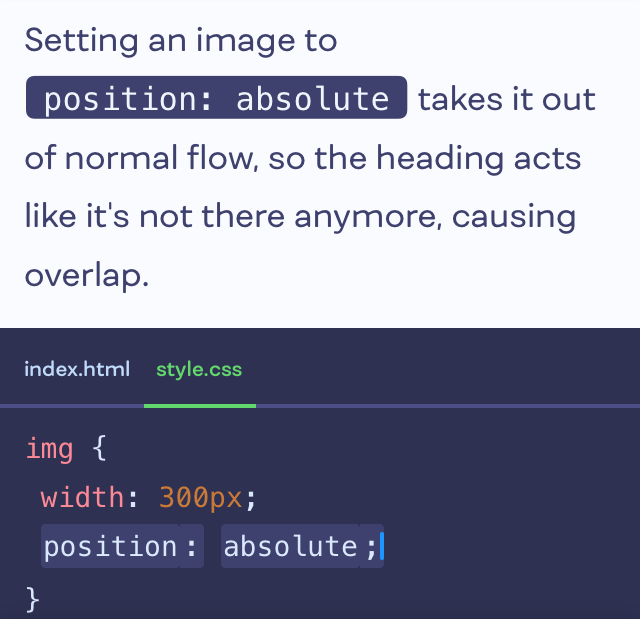 Setting an image to
position: absolute takes it out
of normal flow, so the heading acts
like it's not there anymore, causing
overlap.
index.html style.css
img {
width: 300px;
position: absolute;
}